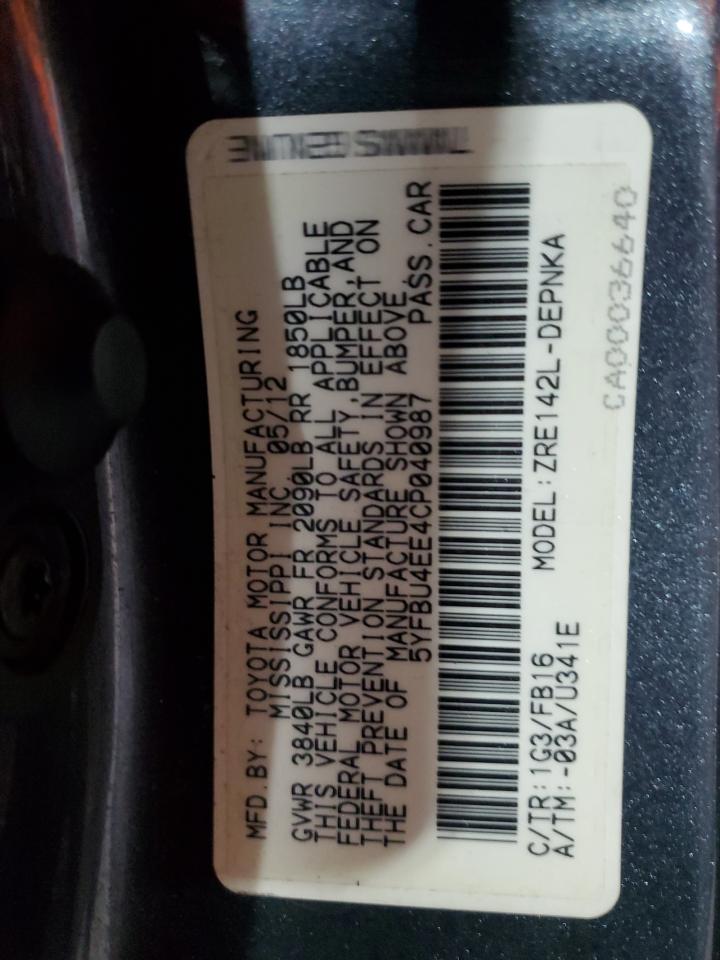 MFD.BY: TOYOTA MOTOR MANUFACTURING
MISSISSIPPI INC. 05/12
GVWR 3840LB GAWR FR 2090LB RR 1850LB
THIS VEHICLE CONFORMS TO ALL APPLICABLE
FEDERAL MOTOR VEHICLE SAFETY,BUMPER,AND
THEFT PREVENTION STANDARDS IN EFFECT ON
THE DATE OF MANUFACTURE SHOWN ABOVE.
5YFBU4EE4CP040987 PASS.CAR
C/TR:1G3/FB16 MODEL:ZRE142L-DEPNKA
A/TM:-03A/U341E
CA00036640